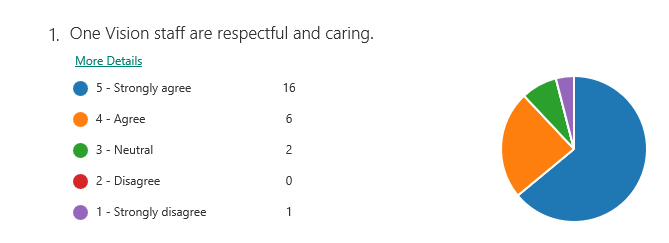 1. One Vision staff are respectful and caring.
More Details
5 - Strongly agree 16
4 - Agree 6
3 - Neutral 2
2 - Disagree 0
1 - Strongly disagree 1